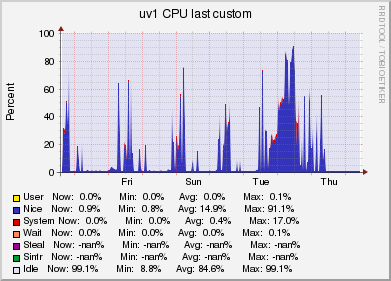 uv1 CPU last custom
RRDTOOL / TOBI OETIKER
Percent
100
80
60
40
20
0
Fri Sun Tue Thu
User Now: 0.0% Min: 0.0% Avg: 0.0% Max: 0.1%
Nice Now: 0.9% Min: 0.8% Avg: 14.9% Max: 91.1%
System Now: 0.0% Min: 0.0% Avg: 0.4% Max: 17.0%
Wait Now: 0.0% Min: 0.0% Avg: 0.0% Max: 0.1%
Steal Now: -nan% Min: -nan% Avg: -nan% Max: -nan%
Sintr Now: -nan% Min: -nan% Avg: -nan% Max: -nan%
Idle Now: 99.1% Min: 8.8% Avg: 84.6% Max: 99.1%